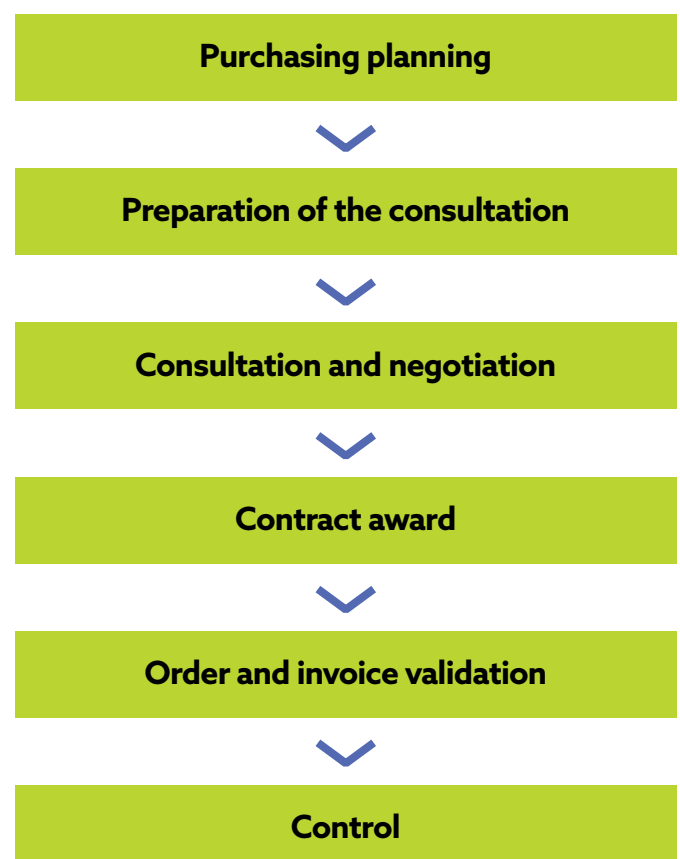 Purchasing planning
Preparation of the consultation
Consultation and negotiation
Contract award
Order and invoice validation
Control